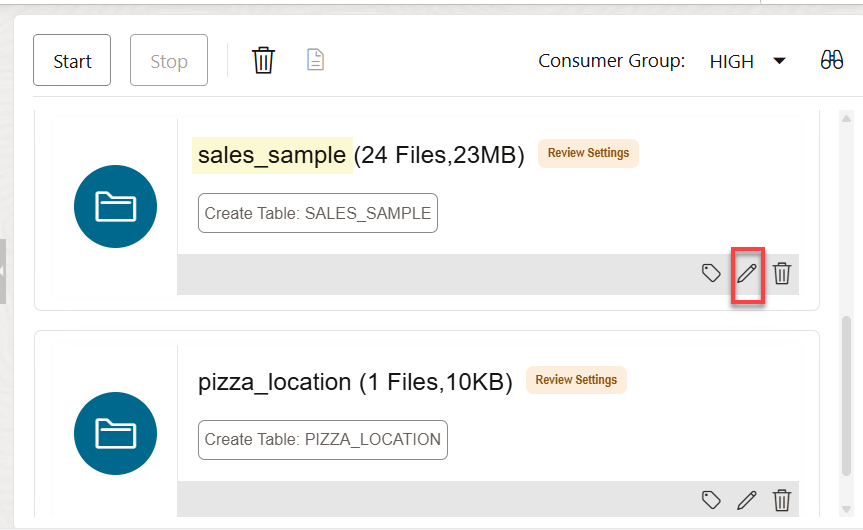 Start
Stop
Consumer Group:
HIGH
sales_sample (24 Files,23MB)
Review Settings
Create Table: SALES_SAMPLE
pizza_location (1 Files,10KB)
Review Settings
Create Table: PIZZA_LOCATION